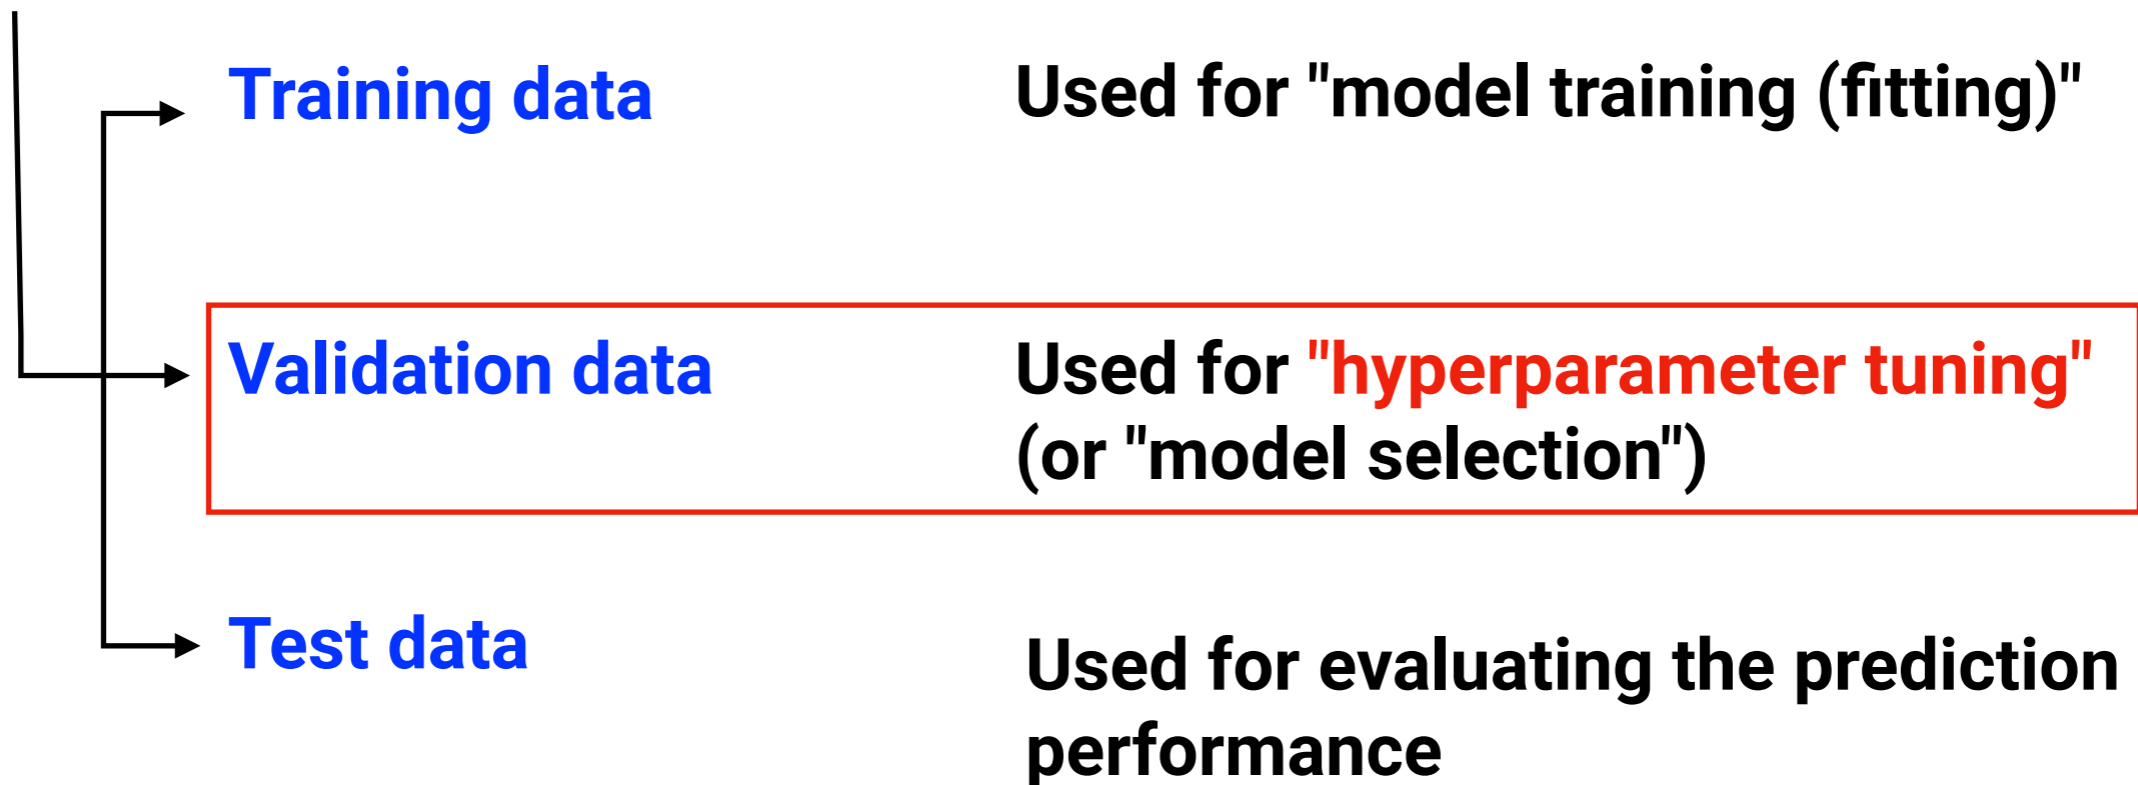 Training data
Used for "model training (fitting)"
Validation data
Used for "hyperparameter tuning"
(or "model selection")
Test data
Used for evaluating the prediction
performance